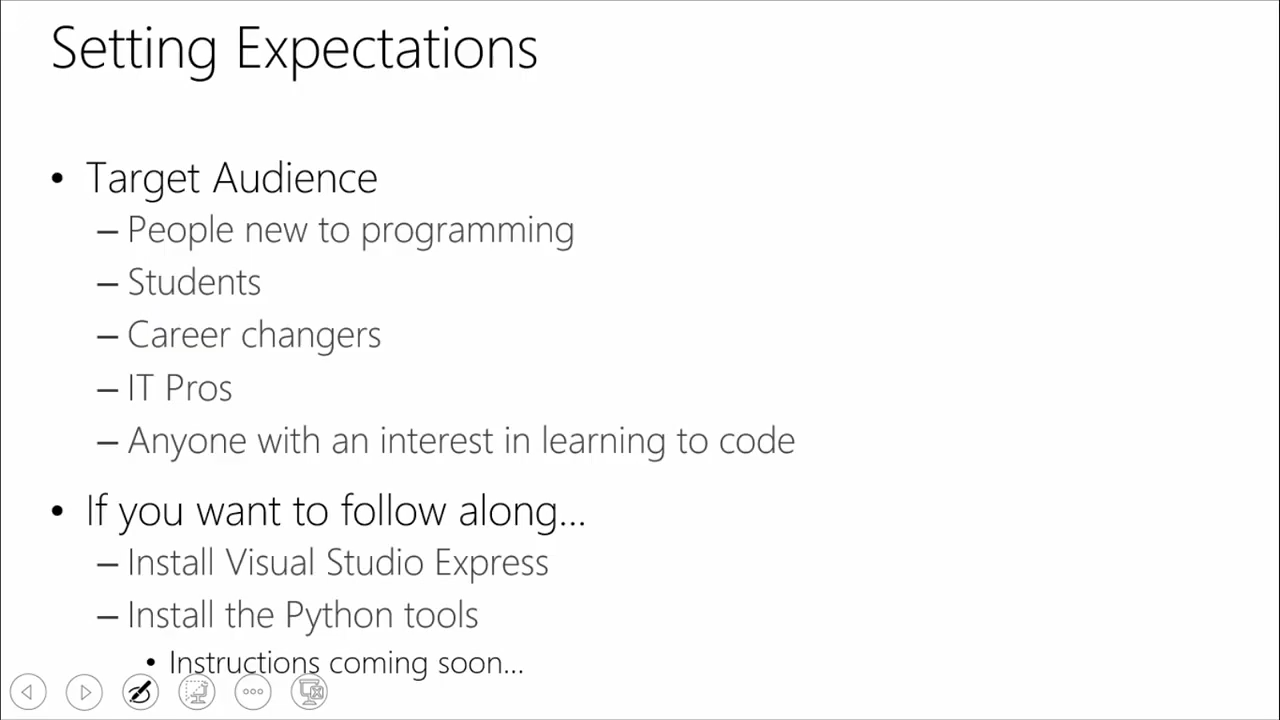 Setting Expectations
• Target Audience
– People new to programming
– Students
– Career changers
– IT Pros
– Anyone with an interest in learning to code
• If you want to follow along...
– Install Visual Studio Express
– Install the Python tools
• Instructions coming soon...